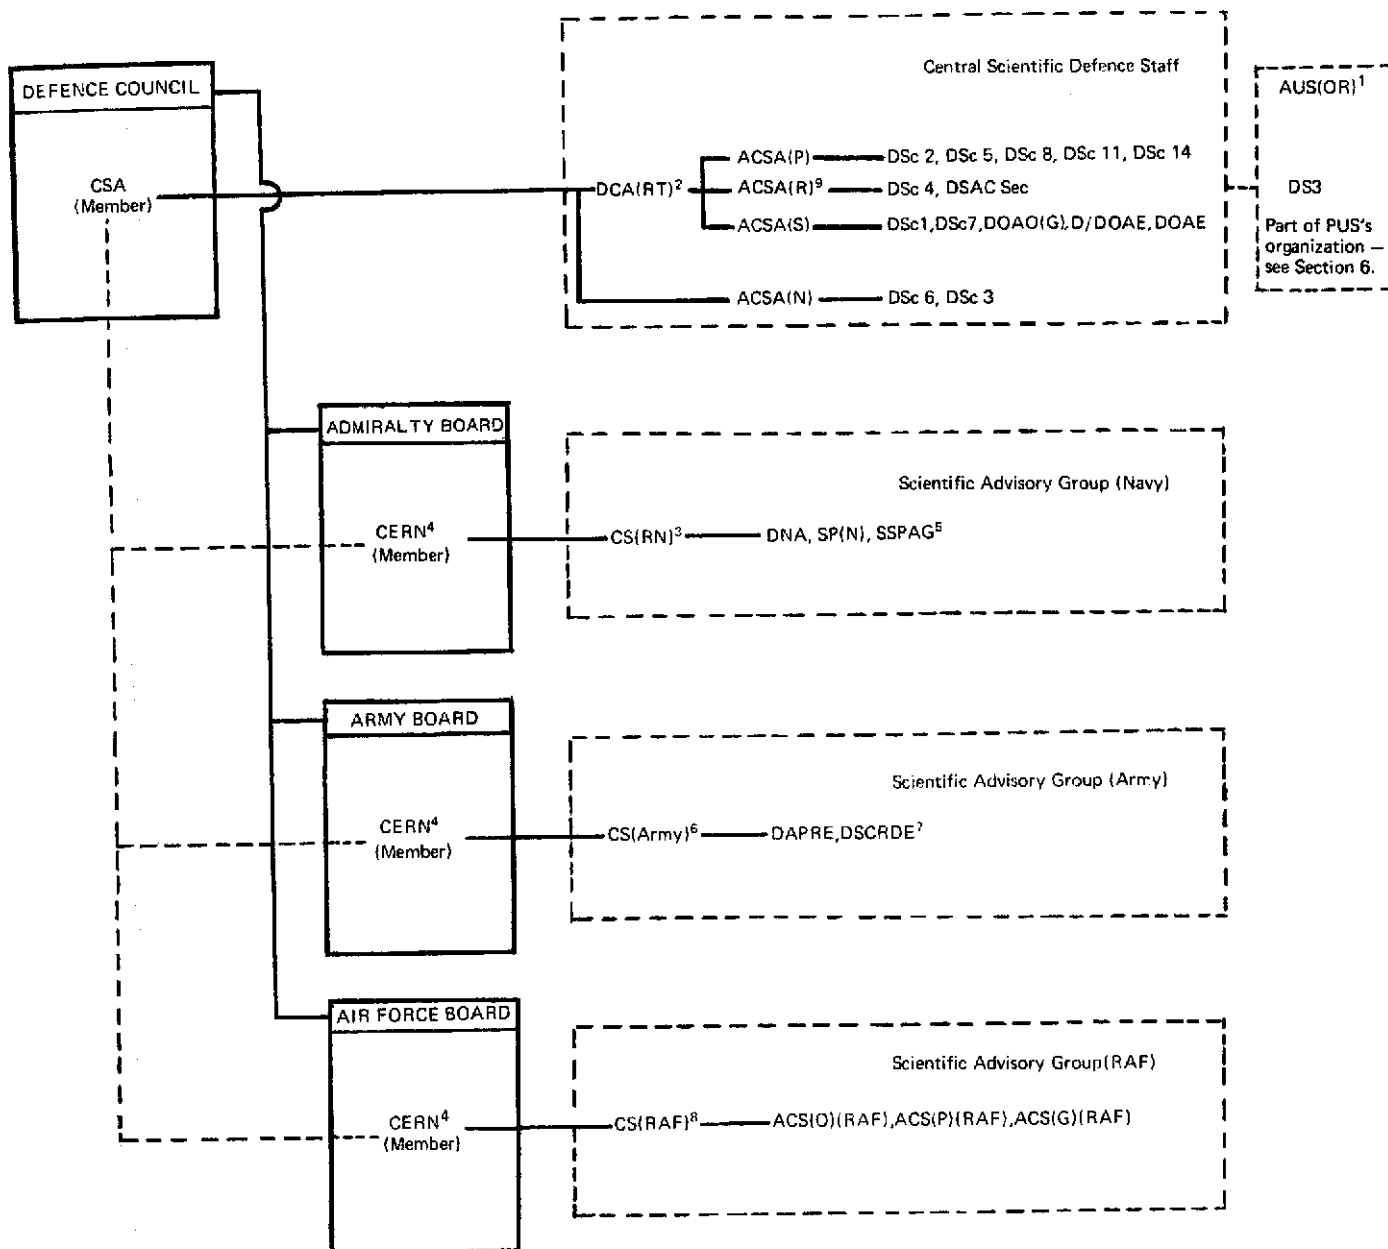 Central Scientific Defence Staff
DEFENCE COUNCIL
CSA
(Member)
AUS(OR)¹
DS3
Part of PUS's
organization —
see Section 6.
DCA(RT)²
ACSA(P)
DSc 2, DSc 5, DSc 8, DSc 11, DSc 14
ACSA(R)⁹
DSc 4, DSAC Sec
ACSA(S)
DSc1,DSc7,DOAO(G),D/DOAE,DOAE
ACSA(N)
DSc 6, DSc 3
ADMIRALTY BOARD
CERN⁴
(Member)
Scientific Advisory Group (Navy)
CS(RN)³
DNA, SP(N), SSPAG⁵
ARMY BOARD
CERN⁴
(Member)
Scientific Advisory Group (Army)
CS(Army)⁶
DAPRE,DSCRDE⁷
AIR FORCE BOARD
CERN⁴
(Member)
Scientific Advisory Group(RAF)
CS(RAF)⁸
ACS(O)(RAF),ACS(P)(RAF),ACS(G)(RAF)